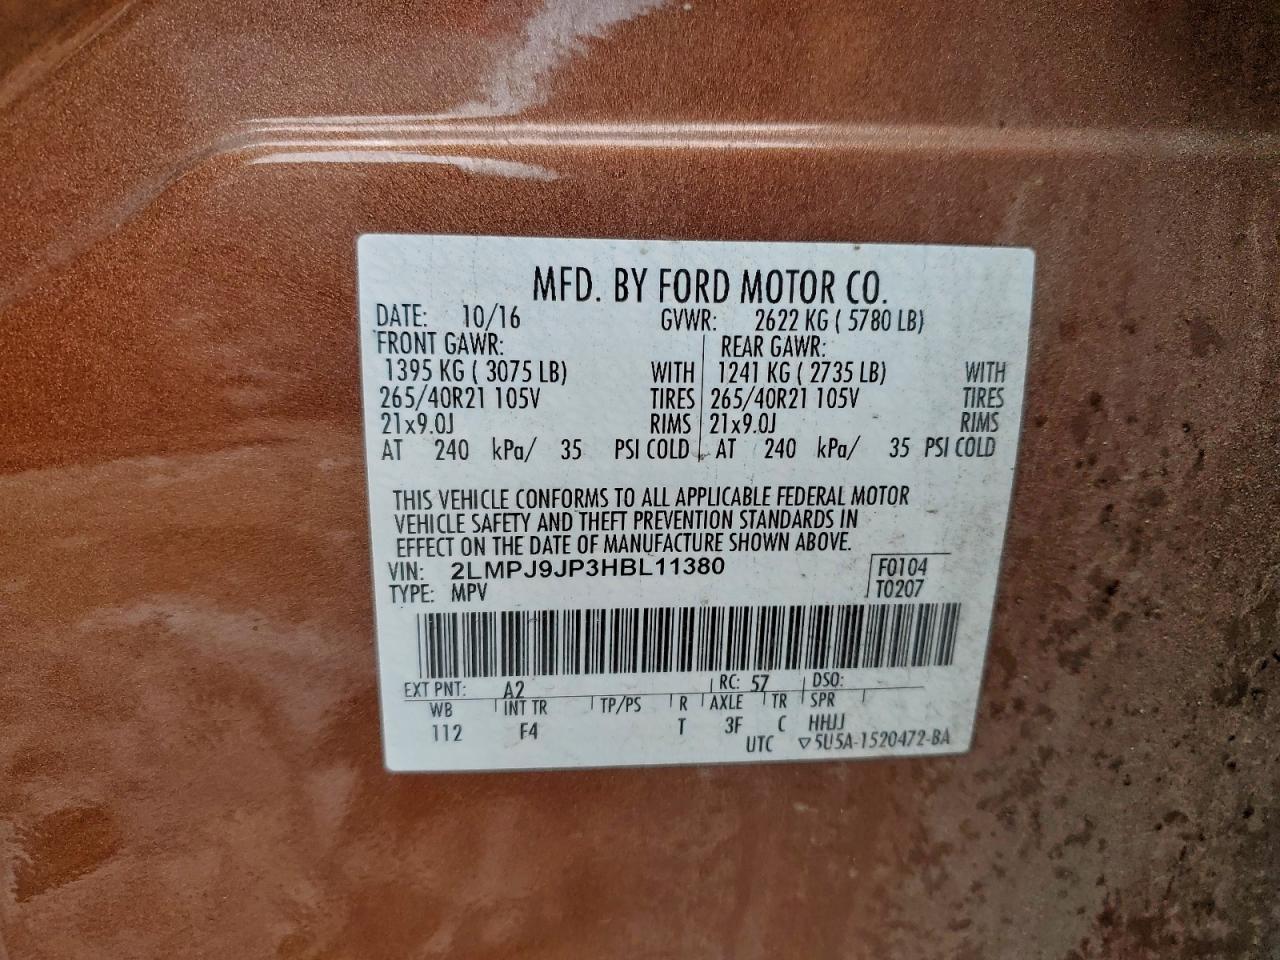 MFD. BY FORD MOTOR CO.
DATE: 10/16 GVWR: 2622 KG ( 5780 LB)
FRONT GAWR: REAR GAWR:
1395 KG ( 3075 LB) WITH 1241 KG ( 2735 LB) WITH
265/40R21 105V TIRES 265/40R21 105V TIRES
21x9.0J RIMS 21x9.0J RIMS
AT 240 kPa/ 35 PSI COLD AT 240 kPa/ 35 PSI COLD
THIS VEHICLE CONFORMS TO ALL APPLICABLE FEDERAL MOTOR
VEHICLE SAFETY AND THEFT PREVENTION STANDARDS IN
EFFECT ON THE DATE OF MANUFACTURE SHOWN ABOVE.
VIN: 2LMPJ9JP3HBL11380 F0104
TYPE: MPV T0207
EXT PNT: A2 RC: 57 DSO:
WB INT TR TP/PS R AXLE TR SPR
112 F4 T 3F C HHJJ
UTC ▽5U5A-1520472-BA